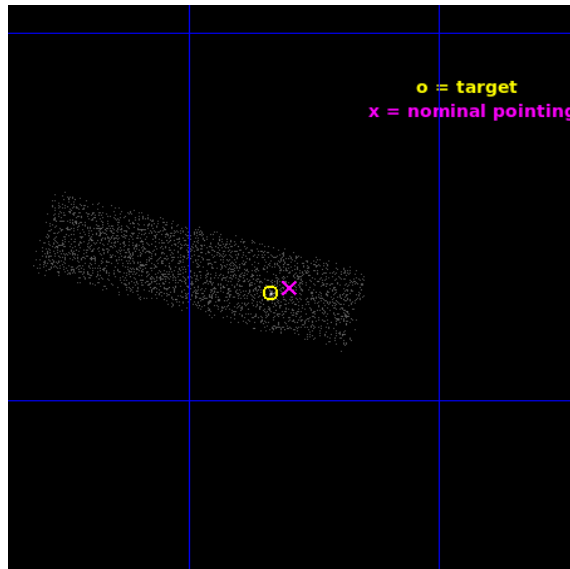 o = target
x = nominal pointing